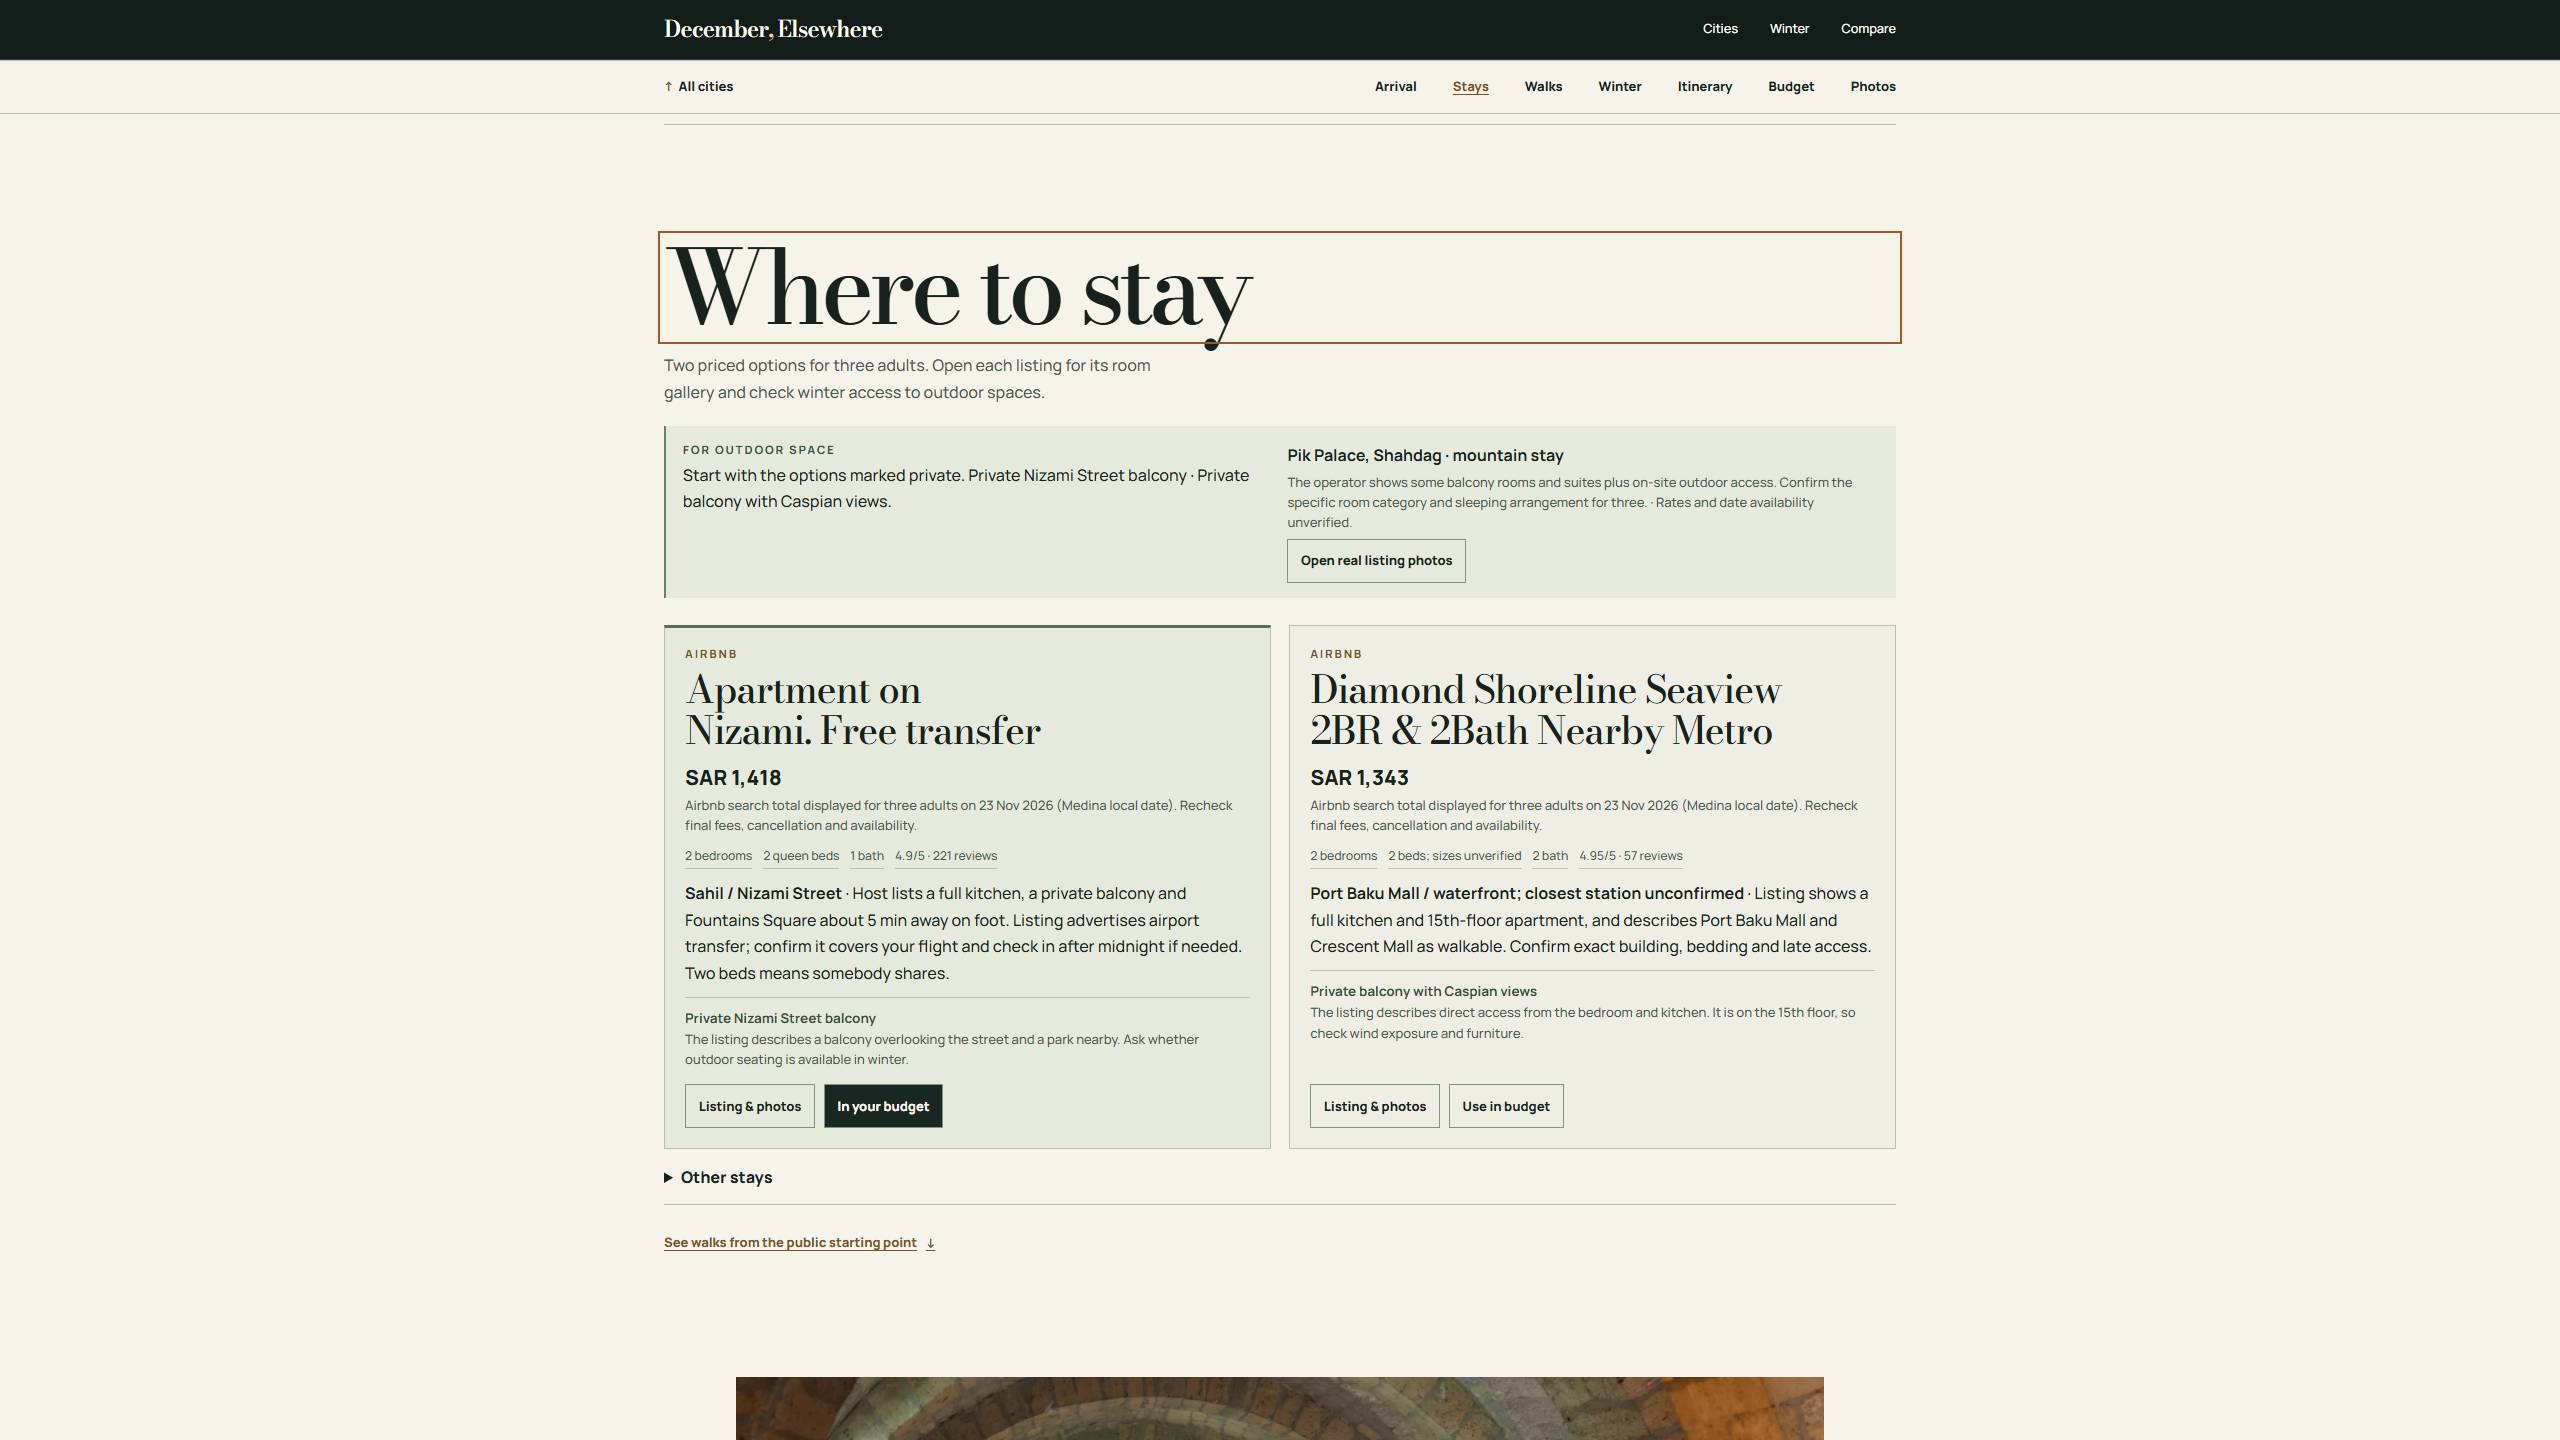 December, Elsewhere
Cities Winter Compare
↑ All cities
Arrival Stays Walks Winter Itinerary Budget Photos
Where to stay
Two priced options for three adults. Open each listing for its room
gallery and check winter access to outdoor spaces.
FOR OUTDOOR SPACE
Start with the options marked private. Private Nizami Street balcony · Private
balcony with Caspian views.
Pik Palace, Shahdag · mountain stay
The operator shows some balcony rooms and suites plus on-site outdoor access. Confirm the
specific room category and sleeping arrangement for three. · Rates and date availability
unverified.
Open real listing photos
AIRBNB
Apartment on
Nizami. Free transfer
SAR 1,418
Airbnb search total displayed for three adults on 23 Nov 2026 (Medina local date). Recheck
final fees, cancellation and availability.
2 bedrooms 2 queen beds 1 bath 4.9/5 · 221 reviews
Sahil / Nizami Street · Host lists a full kitchen, a private balcony and
Fountains Square about 5 min away on foot. Listing advertises airport
transfer; confirm it covers your flight and check in after midnight if needed.
Two beds means somebody shares.
Private Nizami Street balcony
The listing describes a balcony overlooking the street and a park nearby. Ask whether
outdoor seating is available in winter.
Listing & photos In your budget
AIRBNB
Diamond Shoreline Seaview
2BR & 2Bath Nearby Metro
SAR 1,343
Airbnb search total displayed for three adults on 23 Nov 2026 (Medina local date). Recheck
final fees, cancellation and availability.
2 bedrooms 2 beds; sizes unverified 2 bath 4.95/5 · 57 reviews
Port Baku Mall / waterfront; closest station unconfirmed · Listing shows a
full kitchen and 15th-floor apartment, and describes Port Baku Mall and
Crescent Mall as walkable. Confirm exact building, bedding and late access.
Private balcony with Caspian views
The listing describes direct access from the bedroom and kitchen. It is on the 15th floor, so
check wind exposure and furniture.
Listing & photos Use in budget
Other stays
See walks from the public starting point ↓